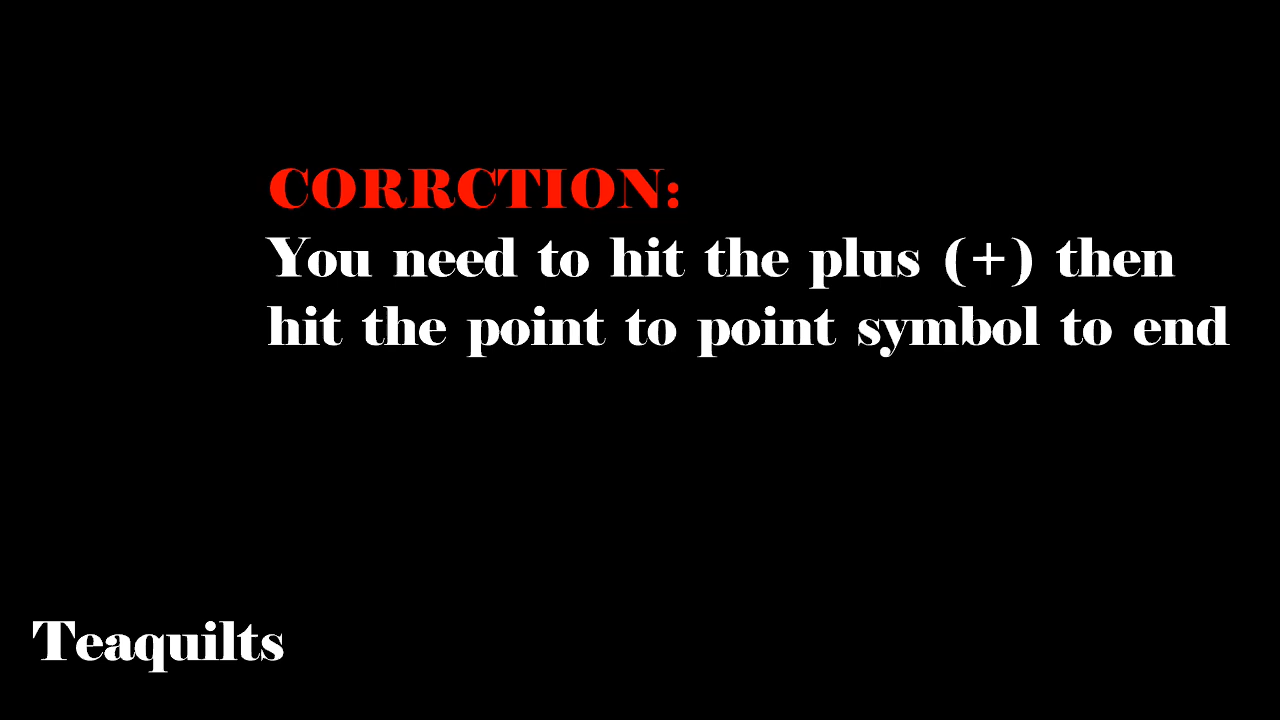 CORRCTION:
You need to hit the plus (+) then
hit the point to point symbol to end
Teaquilts